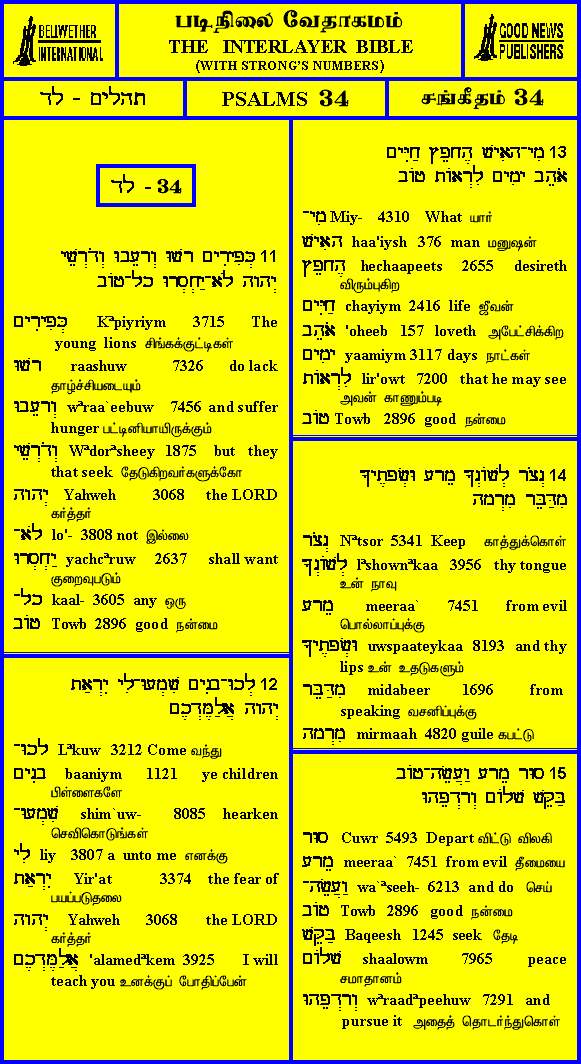 BELLWETHER
INTERNATIONAL
படிநிலை வேதாகமம்
THE INTERLAYER BIBLE
(WITH STRONG'S NUMBERS)
GOOD NEWS
PUBLISHERS
תהלים - לד
PSALMS 34
சங்கீதம் 34
34 - לד
11 כְּפִירִים רָשׁוּ וְרָעֵבוּ וְדֹרְשֵׁי
יְהוָה לֹא־יַחְסְרוּ כָל־טוֹב
כְּפִירִים Kªpiyriym 3715 The
young lions சிங்கக்குட்டிகள்
רָשׁוּ raashuw 7326 do lack
தாழ்ச்சியடையும்
וְרָעֵבוּ wªraa`eebuw 7456 and suffer
hunger பட்டினியாயிருக்கும்
וְדֹרְשֵׁי Wªdorªsheey 1875 but they
that seek தேடுகிறவர்களுக்கோ
יְהוָה Yahweh 3068 the LORD
கர்த்தர்
לֹא־ lo'- 3808 not இல்லை
יַחְסְרוּ yachcªruw 2637 shall want
குறைவுபடும்
כָל־ kaal- 3605 any ஒரு
טוֹב Towb 2896 good நன்மை
12 לְכוּ־בָנִים שִׁמְעוּ־לִי יִרְאַת
יְהוָה אֲלַמֶּדְכֶם
לְכוּ־ Lªkuw 3212 Come வந்து
בָנִים baaniym 1121 ye children
பிள்ளைகளே
שִׁמְעוּ־ shim`uw- 8085 hearken
செவிகொடுங்கள்
לִי liy 3807 a unto me எனக்கு
יִרְאַת Yir'at 3374 the fear of
பயப்படுதலை
יְהוָה Yahweh 3068 the LORD
கர்த்தர்
אֲלַמֶּדְכֶם 'alamedªkem 3925 I will
teach you உனக்குப் போதிப்பேன்
13 מִי־הָאִישׁ הֶחָפֵץ חַיִּים
אֹהֵב יָמִים לִרְאוֹת טוֹב
מִי־ Miy- 4310 What யார்
הָאִישׁ haa'iysh 376 man மனுஷன்
הֶחָפֵץ hechaapeets 2655 desireth
விரும்புகிற
חַיִּים chayiym 2416 life ஜீவன்
אֹהֵב 'oheeb 157 loveth அபேட்சிக்கிற
יָמִים yaamiym 3117 days நாட்கள்
לִרְאוֹת lir'owt 7200 that he may see
அவன் காணும்படி
טוֹב Towb 2896 good நன்மை
14 נְצֹר לְשׁוֹנְךָ מֵרָע וּשְׂפָתֶיךָ
מִדַּבֵּר מִרְמָה
נְצֹר Nªtsor 5341 Keep காத்துக்கொள்
לְשׁוֹנְךָ lªshownªkaa 3956 thy tongue
உன் நாவு
מֵרָע meeraa` 7451 from evil
பொல்லாப்புக்கு
וּשְׂפָתֶיךָ uwspaateykaa 8193 and thy
lips உன் உதடுகளும்
מִדַּבֵּר midabeer 1696 from
speaking வசனிப்புக்கு
מִרְמָה mirmaah 4820 guile கபட்டு
15 סוּר מֵרָע וַעֲשֵׂה־טוֹב
בַּקֵּשׁ שָׁלוֹם וְרָדְפֵהוּ
סוּר Cuwr 5493 Depart விட்டு விலகி
מֵרָע meeraa` 7451 from evil தீமையை
וַעֲשֵׂה־ wa`ªseeh- 6213 and do செய்
טוֹב Towb 2896 good நன்மை
בַּקֵּשׁ Baqeesh 1245 seek தேடி
שָׁלוֹם shaalowm 7965 peace
சமாதானம்
וְרָדְפֵהוּ wªraadªpeehuw 7291 and
pursue it அதைத் தொடர்ந்துகொள்